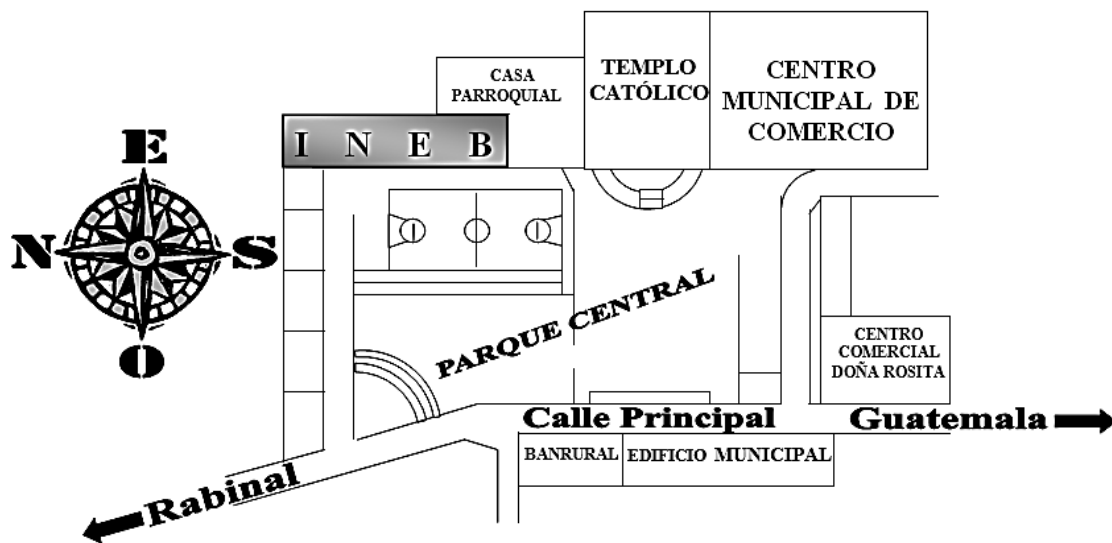 CASA
PARROQUIAL
TEMPLO
CATÓLICO
CENTRO
MUNICIPAL DE
COMERCIO
I N E B
E
N
S
O
PARQUE CENTRAL
CENTRO
COMERCIAL
DOÑA ROSITA
Calle Principal
Guatemala
BANRURAL
EDIFICIO MUNICIPAL
Rabinal